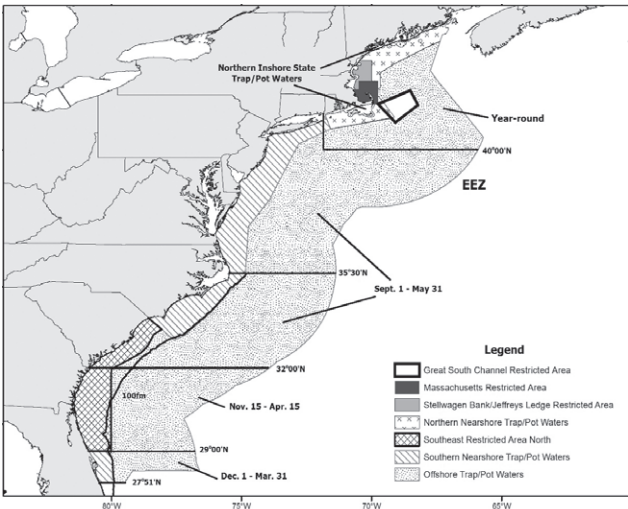 Northern Inshore State
Trap/Pot Waters
Year-round
40°00'N
EEZ
35°30'N
Sept. 1 - May 31
32°00'N
100fm
Nov. 15 - Apr. 15
29°00'N
Dec. 1 - Mar. 31
27°51'N
Legend
Great South Channel Restricted Area
Massachusetts Restricted Area
Stellwagen Bank/Jeffreys Ledge Restricted Area
Northern Nearshore Trap/Pot Waters
Southeast Restricted Area North
Southern Nearshore Trap/Pot Waters
Offshore Trap/Pot Waters
80°W
75°W
70°W
65°W